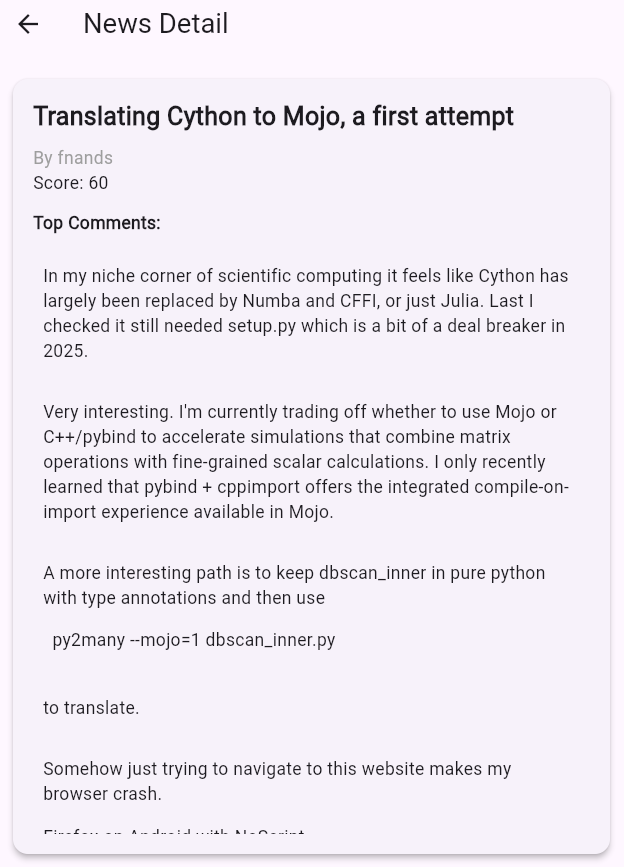 News Detail
Translating Cython to Mojo, a first attempt
By fnands
Score: 60
Top Comments:
In my niche corner of scientific computing it feels like Cython has
largely been replaced by Numba and CFFI, or just Julia. Last I
checked it still needed setup.py which is a bit of a deal breaker in
2025.
Very interesting. I'm currently trading off whether to use Mojo or
C++/pybind to accelerate simulations that combine matrix
operations with fine-grained scalar calculations. I only recently
learned that pybind + cppimport offers the integrated compile-on-
import experience available in Mojo.
A more interesting path is to keep dbscan_inner in pure python
with type annotations and then use
py2many --mojo=1 dbscan_inner.py
to translate.
Somehow just trying to navigate to this website makes my
browser crash.
Firefox on Android with NoScript